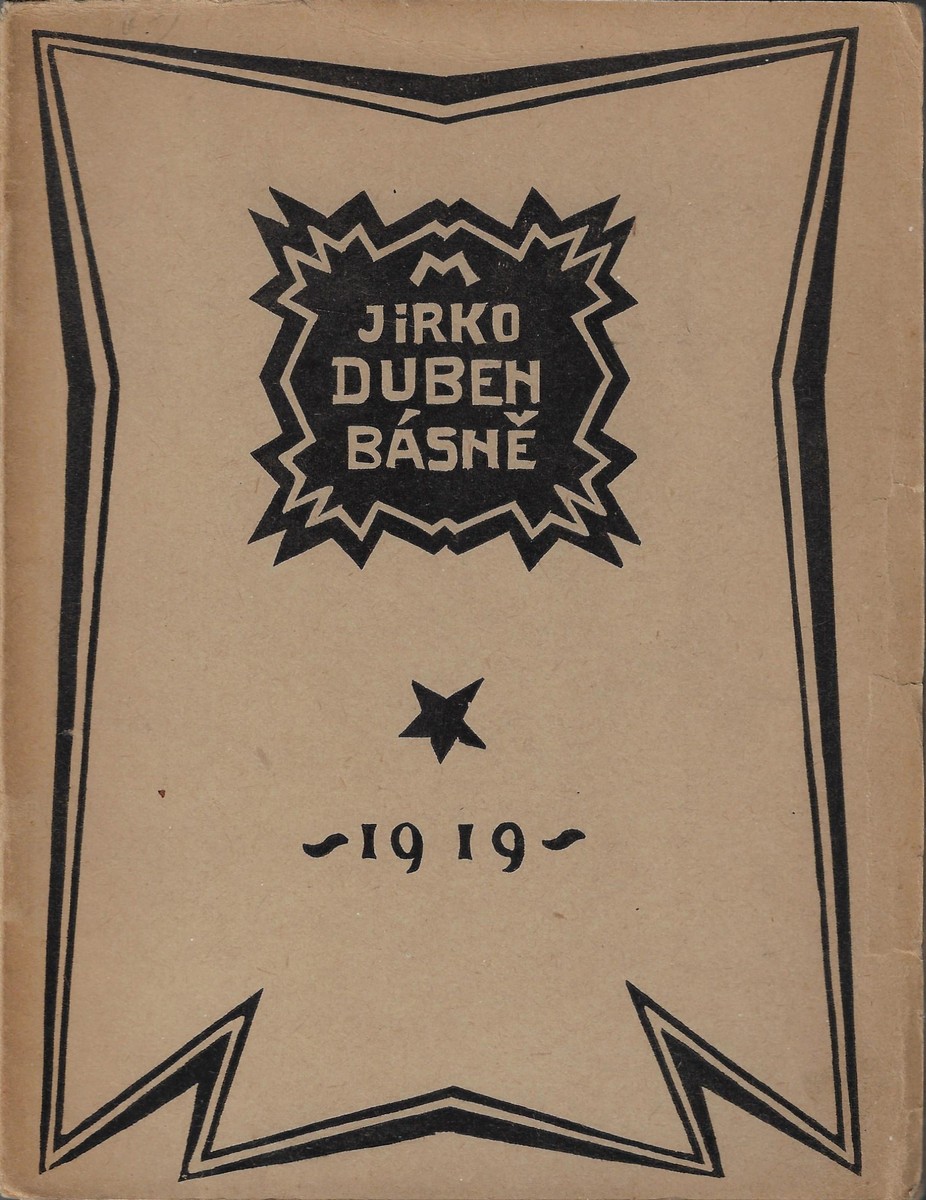 M
JiRKO
DUBEN
BÁSNĚ
~1919~